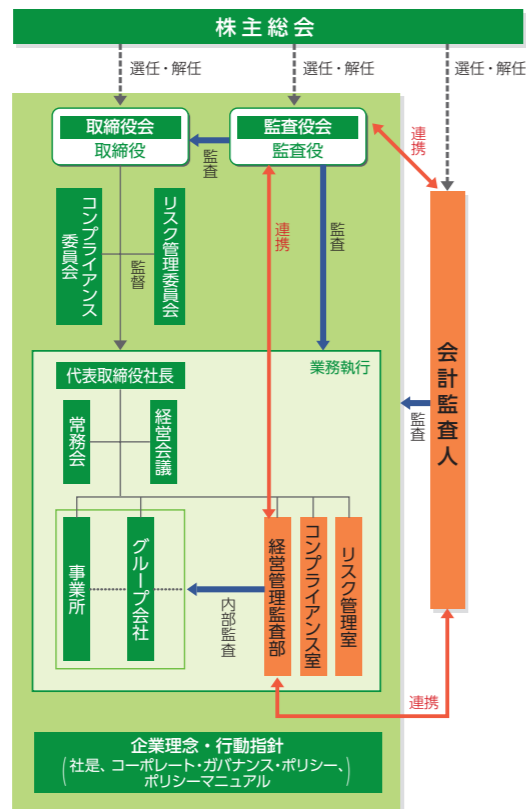 株主総会
選任・解任
選任・解任
選任・解任
取締役会
取締役
監査役会
監査役
監査
連携
コンプライアンス
委員会
リスク管理委員会
監督
連携
監査
会計監査人
業務執行
代表取締役社長
常務会
経営会議
監査
事業所
グループ会社
内部監査
経営管理監査部
コンプライアンス室
リスク管理室
連携
企業理念・行動指針
(社是、コーポレート・ガバナンス・ポリシー、
ポリシーマニュアル)